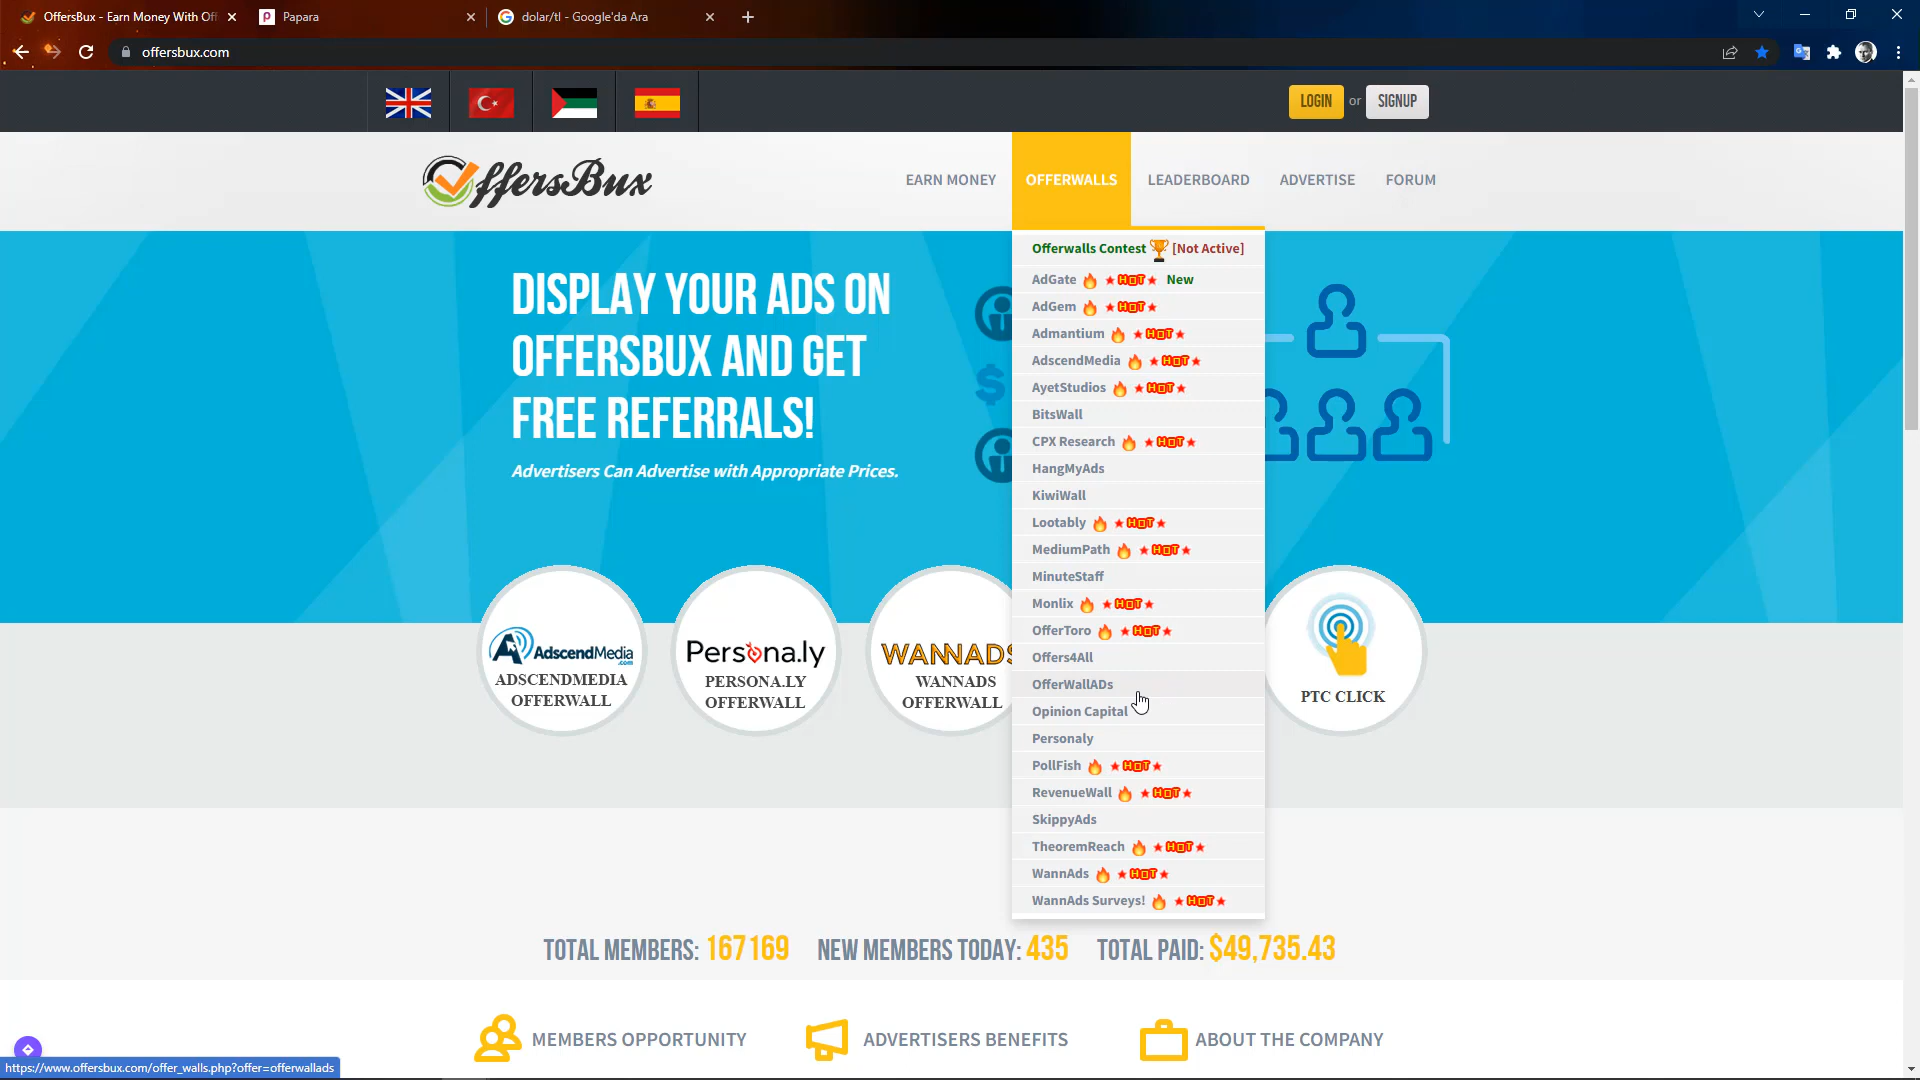 OffersBux - Earn Money With Off
Papara
dolar/tl - Google'da Ara
offersbux.com
LOGIN or SIGNUP
OffersBux
EARN MONEY
OFFERWALLS
LEADERBOARD
ADVERTISE
FORUM
DISPLAY YOUR ADS ON
OFFERSBUX AND GET
FREE REFERRALS!
Advertisers Can Advertise with Appropriate Prices.
Offerwalls Contest [Not Active]
AdGate HOT New
AdGem HOT
Admantium HOT
AdscendMedia HOT
AyetStudios HOT
BitsWall
CPX Research HOT
HangMyAds
KiwiWall
Lootably HOT
MediumPath HOT
MinuteStaff
Monlix HOT
OfferToro HOT
Offers4All
OfferWallADs
Opinion Capital
Personaly
PollFish HOT
RevenueWall HOT
SkippyAds
TheoremReach HOT
WannAds HOT
WannAds Surveys! HOT
AdscendMedia.com
ADSCENDMEDIA
OFFERWALL
Persona.ly
PERSONA.LY
OFFERWALL
WANNADS
WANNADS
OFFERWALL
PTC CLICK
TOTAL MEMBERS: 167169 NEW MEMBERS TODAY: 435 TOTAL PAID: $49,735.43
MEMBERS OPPORTUNITY
ADVERTISERS BENEFITS
ABOUT THE COMPANY
https://www.offersbux.com/offer_walls.php?offer=offerwallads